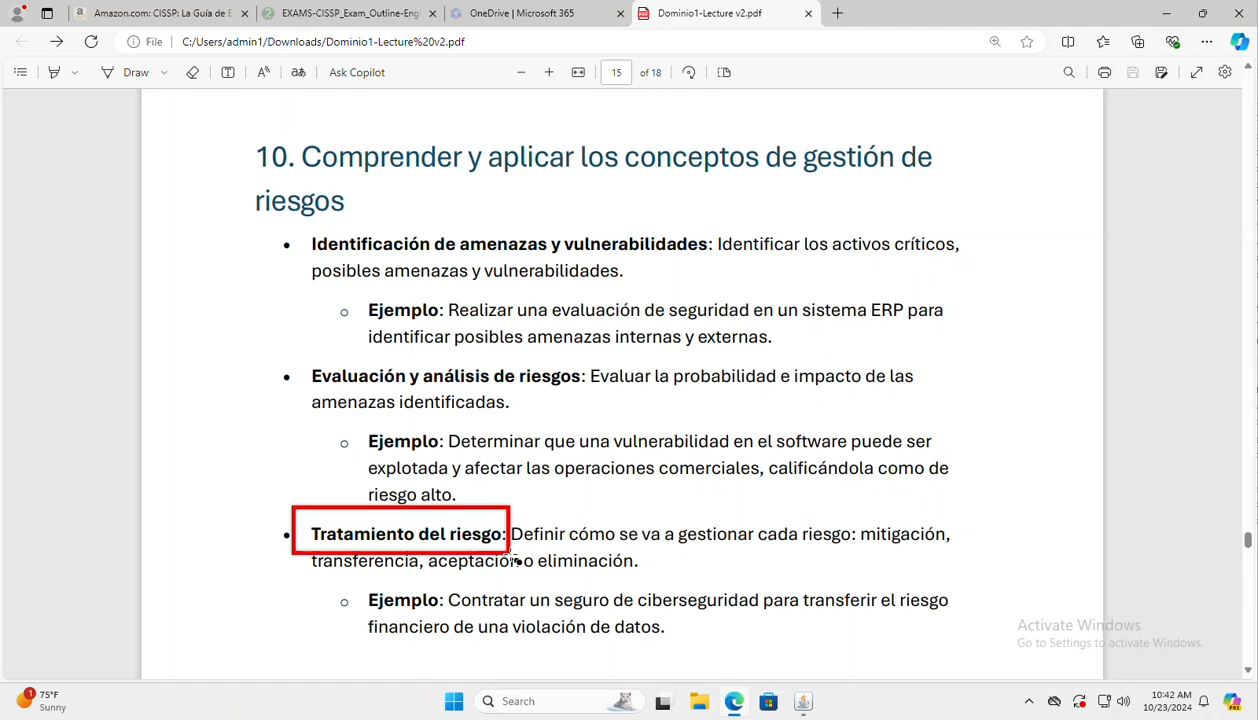 Amazon.com: CISSP: La Guía de E
EXAMS-CISSP_Exam_Outline-Engl
OneDrive | Microsoft 365
Dominio1-Lecture v2.pdf
File
C:/Users/admin1/Downloads/Dominio1-Lecture%20v2.pdf
Draw
Ask Copilot
15
of 18
10. Comprender y aplicar los conceptos de gestión de
riesgos
• Identificación de amenazas y vulnerabilidades: Identificar los activos críticos,
posibles amenazas y vulnerabilidades.
o Ejemplo: Realizar una evaluación de seguridad en un sistema ERP para
identificar posibles amenazas internas y externas.
• Evaluación y análisis de riesgos: Evaluar la probabilidad e impacto de las
amenazas identificadas.
o Ejemplo: Determinar que una vulnerabilidad en el software puede ser
explotada y afectar las operaciones comerciales, calificándola como de
riesgo alto.
• Tratamiento del riesgo: Definir cómo se va a gestionar cada riesgo: mitigación,
transferencia, aceptación o eliminación.
o Ejemplo: Contratar un seguro de ciberseguridad para transferir el riesgo
financiero de una violación de datos.
Activate Windows
Go to Settings to activate Windows.
1
75°F
Sunny
Search
10:42 AM
10/23/2024